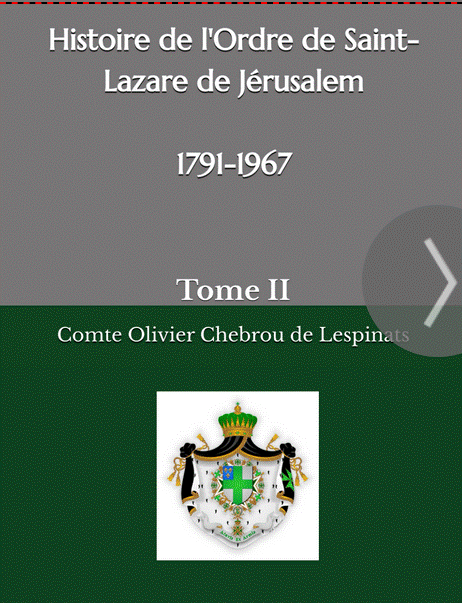 Histoire de l'Ordre de Saint-
Lazare de Jérusalem
1791-1967
Tome II
Comte Olivier Chebrou de Lespinats